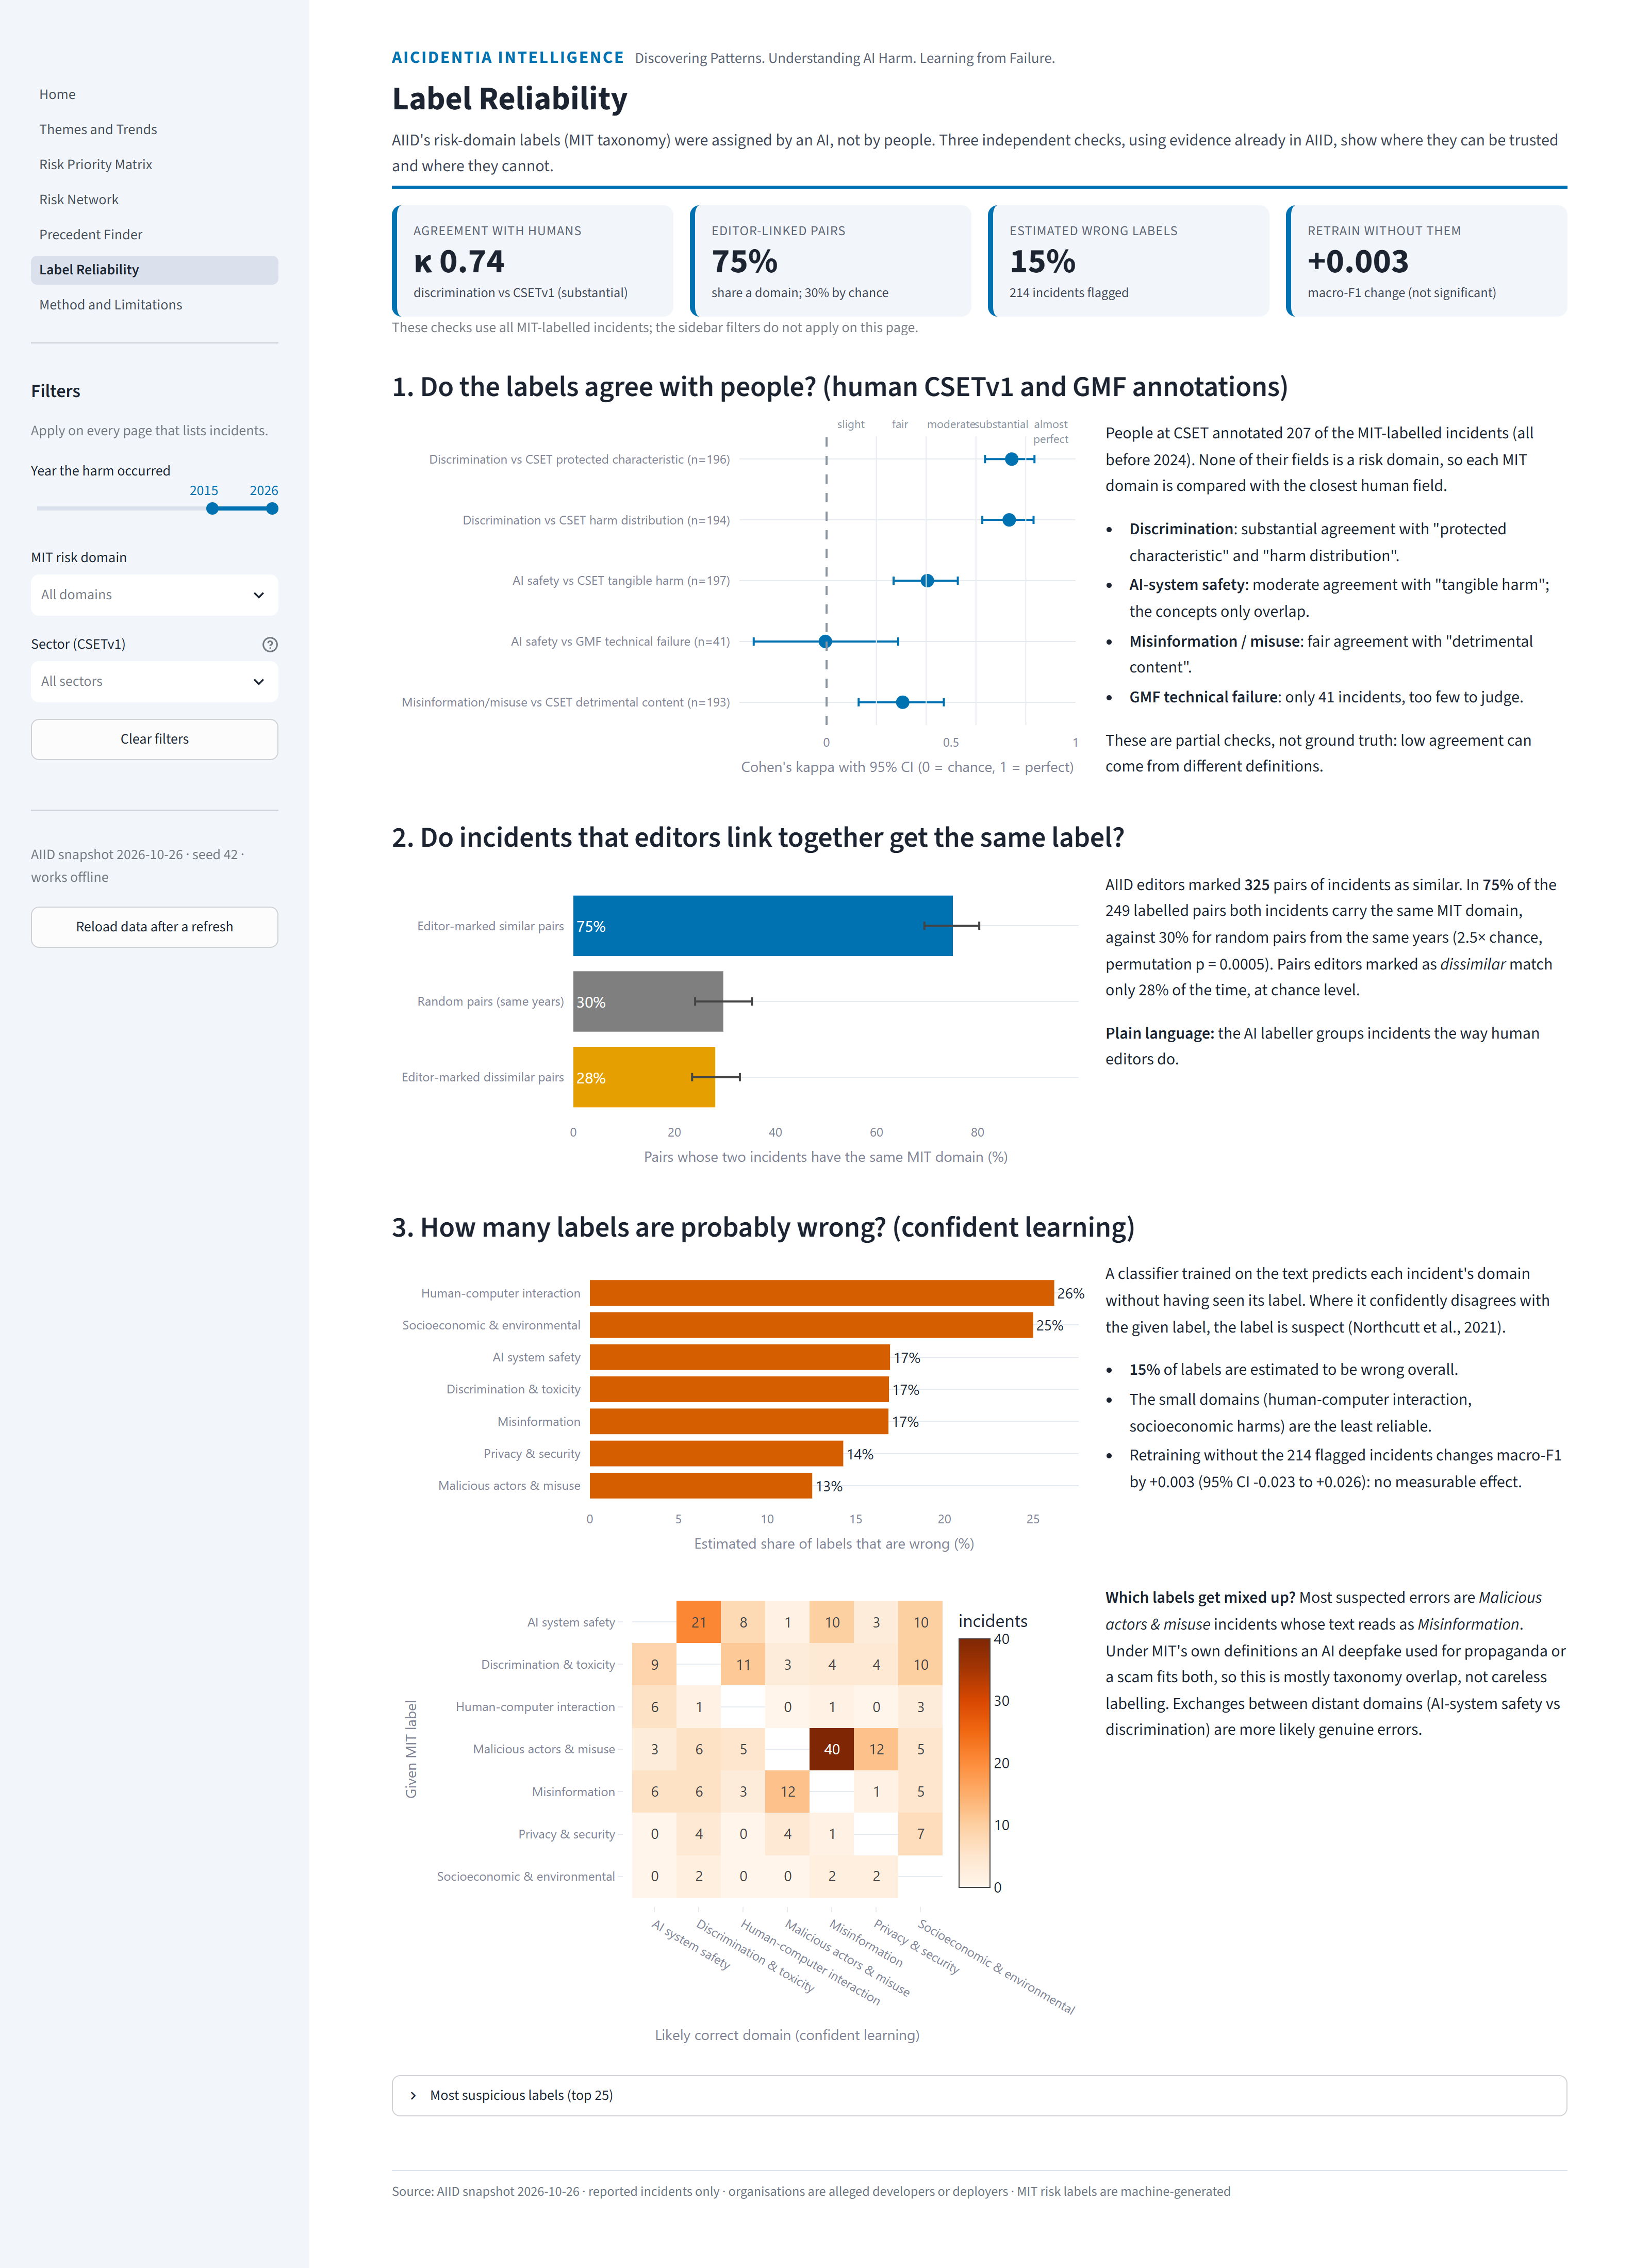 Home
Themes and Trends
Risk Priority Matrix
Risk Network
Precedent Finder
Label Reliability
Method and Limitations
Filters
Apply on every page that lists incidents.
Year the harm occurred
2015 2026
MIT risk domain
All domains
Sector (CSETv1)
All sectors
Clear filters
AIID snapshot 2026-10-26 · seed 42 ·
works offline
Reload data after a refresh
AICIDENTIA INTELLIGENCE Discovering Patterns. Understanding AI Harm. Learning from Failure.
Label Reliability
AIID's risk-domain labels (MIT taxonomy) were assigned by an AI, not by people. Three independent checks, using evidence already in AIID, show where they can be trusted
and where they cannot.
AGREEMENT WITH HUMANS
κ 0.74
discrimination vs CSETv1 (substantial)
EDITOR-LINKED PAIRS
75%
share a domain; 30% by chance
ESTIMATED WRONG LABELS
15%
214 incidents flagged
RETRAIN WITHOUT THEM
+0.003
macro-F1 change (not significant)
These checks use all MIT-labelled incidents; the sidebar filters do not apply on this page.
1. Do the labels agree with people? (human CSETv1 and GMF annotations)
slight fair moderate substantial almost
perfect
Discrimination vs CSET protected characteristic (n=196)
Discrimination vs CSET harm distribution (n=194)
AI safety vs CSET tangible harm (n=197)
AI safety vs GMF technical failure (n=41)
Misinformation/misuse vs CSET detrimental content (n=193)
0 0.5 1
Cohen's kappa with 95% CI (0 = chance, 1 = perfect)
People at CSET annotated 207 of the MIT-labelled incidents (all
before 2024). None of their fields is a risk domain, so each MIT
domain is compared with the closest human field.
• Discrimination: substantial agreement with "protected
characteristic" and "harm distribution".
• AI-system safety: moderate agreement with "tangible harm";
the concepts only overlap.
• Misinformation / misuse: fair agreement with "detrimental
content".
• GMF technical failure: only 41 incidents, too few to judge.
These are partial checks, not ground truth: low agreement can
come from different definitions.
2. Do incidents that editors link together get the same label?
Editor-marked similar pairs 75%
Random pairs (same years) 30%
Editor-marked dissimilar pairs 28%
0 20 40 60 80
Pairs whose two incidents have the same MIT domain (%)
AIID editors marked 325 pairs of incidents as similar. In 75% of the
249 labelled pairs both incidents carry the same MIT domain,
against 30% for random pairs from the same years (2.5× chance,
permutation p = 0.0005). Pairs editors marked as dissimilar match
only 28% of the time, at chance level.
Plain language: the AI labeller groups incidents the way human
editors do.
3. How many labels are probably wrong? (confident learning)
Human-computer interaction 26%
Socioeconomic & environmental 25%
AI system safety 17%
Discrimination & toxicity 17%
Misinformation 17%
Privacy & security 14%
Malicious actors & misuse 13%
0 5 10 15 20 25
Estimated share of labels that are wrong (%)
A classifier trained on the text predicts each incident's domain
without having seen its label. Where it confidently disagrees with
the given label, the label is suspect (Northcutt et al., 2021).
• 15% of labels are estimated to be wrong overall.
• The small domains (human-computer interaction,
socioeconomic harms) are the least reliable.
• Retraining without the 214 flagged incidents changes macro-F1
by +0.003 (95% CI -0.023 to +0.026): no measurable effect.
Given MIT label
AI system safety 21 8 1 10 3 10
Discrimination & toxicity 9 11 3 4 4 10
Human-computer interaction 6 1 0 1 0 3
Malicious actors & misuse 3 6 5 40 12 5
Misinformation 6 6 3 12 1 5
Privacy & security 0 4 0 4 1 7
Socioeconomic & environmental 0 2 0 0 2 2
AI system safety
Discrimination & toxicity
Human-computer interaction
Malicious actors & misuse
Misinformation
Privacy & security
Socioeconomic & environmental
Likely correct domain (confident learning)
incidents
40
30
20
10
0
Which labels get mixed up? Most suspected errors are Malicious
actors & misuse incidents whose text reads as Misinformation.
Under MIT's own definitions an AI deepfake used for propaganda or
a scam fits both, so this is mostly taxonomy overlap, not careless
labelling. Exchanges between distant domains (AI-system safety vs
discrimination) are more likely genuine errors.
Most suspicious labels (top 25)
Source: AIID snapshot 2026-10-26 · reported incidents only · organisations are alleged developers or deployers · MIT risk labels are machine-generated